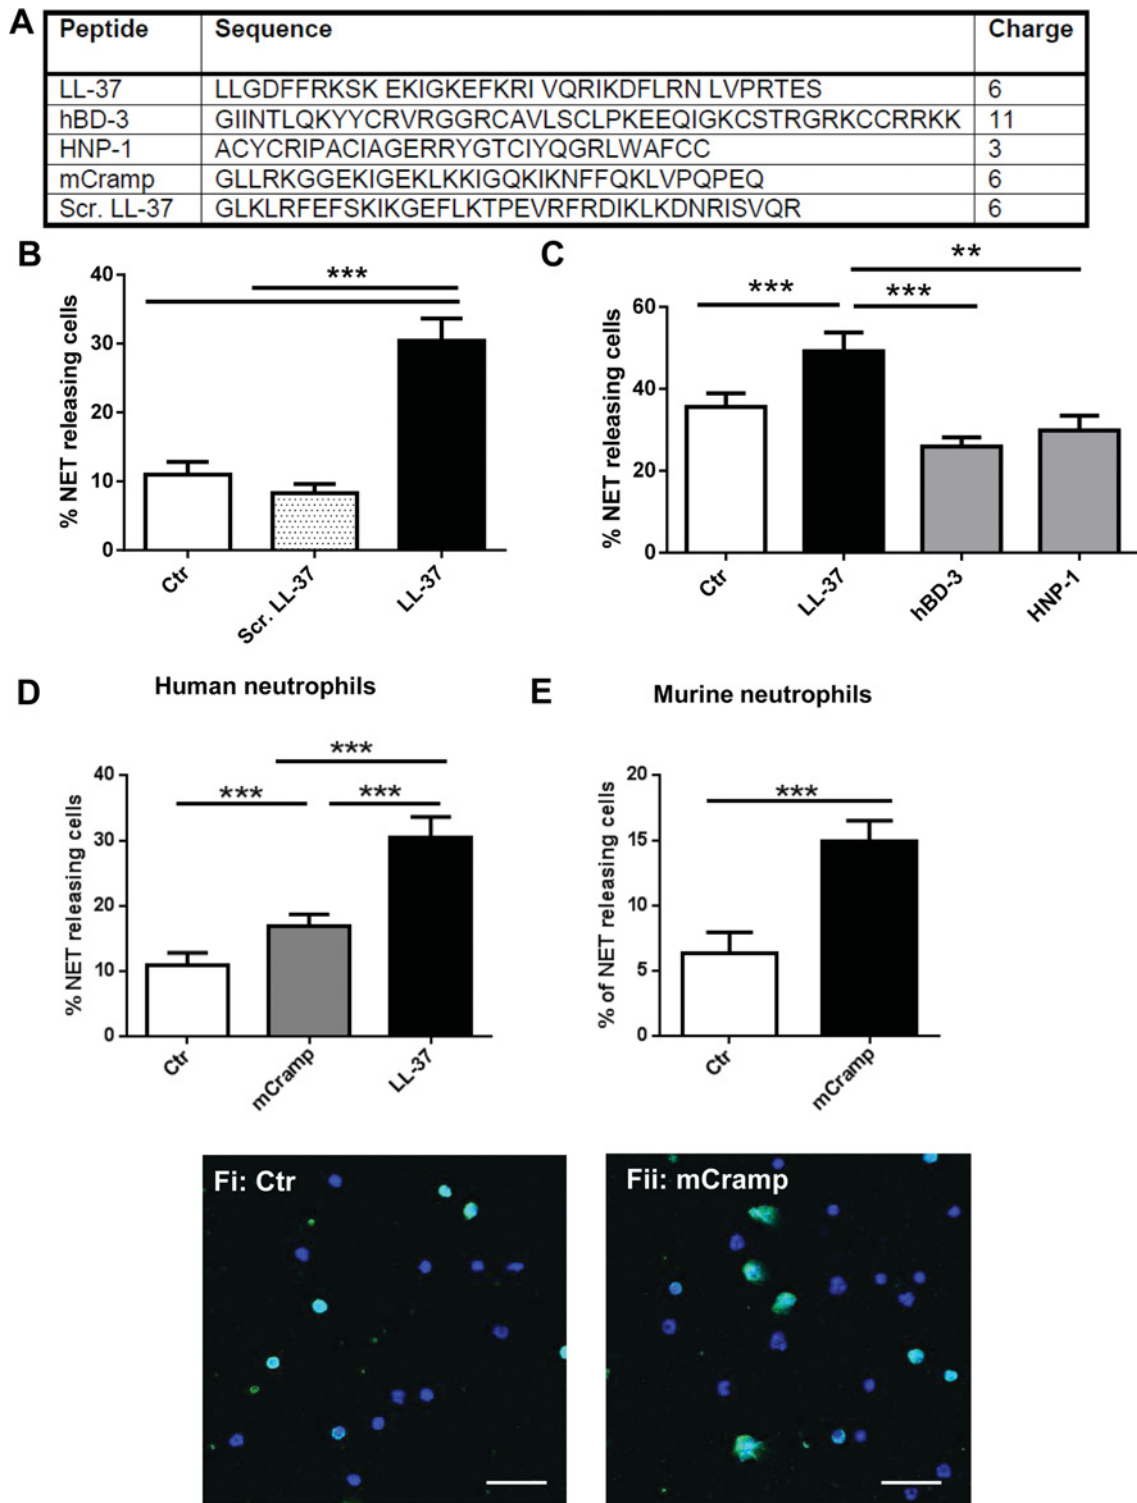 A
Peptide Sequence Charge
LL-37 LLGDFFRKSK EKIGKEFKRI VQRIKDFLRN LVPRTES 6
hBD-3 GIINTLQKYYCRVRGGRCAVLSCLPKEEQIGKCSTRGRKCCRRKK 11
HNP-1 ACYCRIPACIAGERRYGTCIYQGRLWAFCC 3
mCramp GLLRKGGEKIGEKLKKIGQKIKNFFQKLVPQPEQ 6
Scr. LL-37 GLKLRFEFSKIKGEFLKTPEVRFRDIKLKDNRISVQR 6
B
% NET releasing cells
40
30
20
10
0
***
Ctr
Scr. LL-37
LL-37
C
% NET releasing cells
60
40
20
0
**
*** ***
Ctr
LL-37
hBD-3
HNP-1
D
Human neutrophils
% NET releasing cells
40
30
20
10
0
***
*** ***
Ctr
mCramp
LL-37
E
Murine neutrophils
% of NET releasing cells
20
15
10
5
0
***
Ctr
mCramp
Fi: Ctr
Fii: mCramp